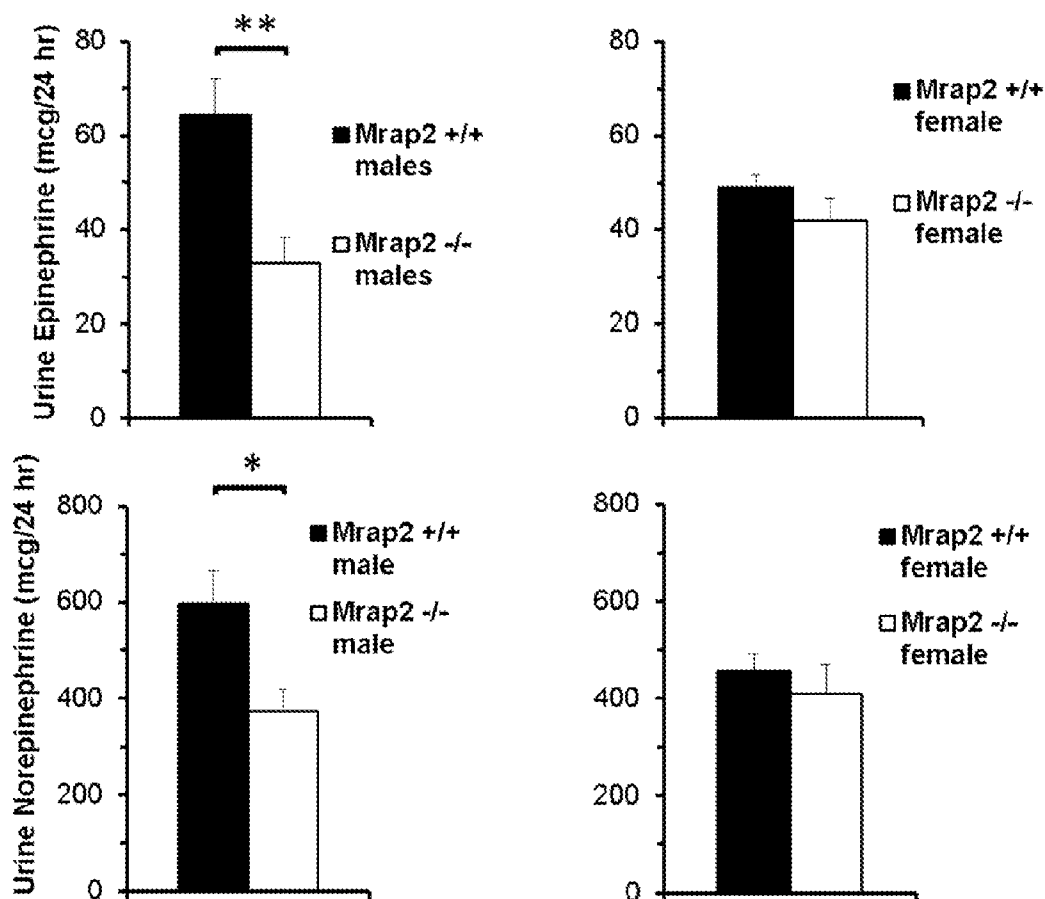 **
Urine Epinephrine (mcg/24 hr)
80
60
40
20
0
Mrap2 +/+
males
Mrap2 -/-
males
80
60
40
20
0
Mrap2 +/+
female
Mrap2 -/-
female
*
Urine Norepinephrine (mcg/24 hr)
800
600
400
200
0
Mrap2 +/+
male
Mrap2 -/-
male
800
600
400
200
0
Mrap2 +/+
female
Mrap2 -/-
female